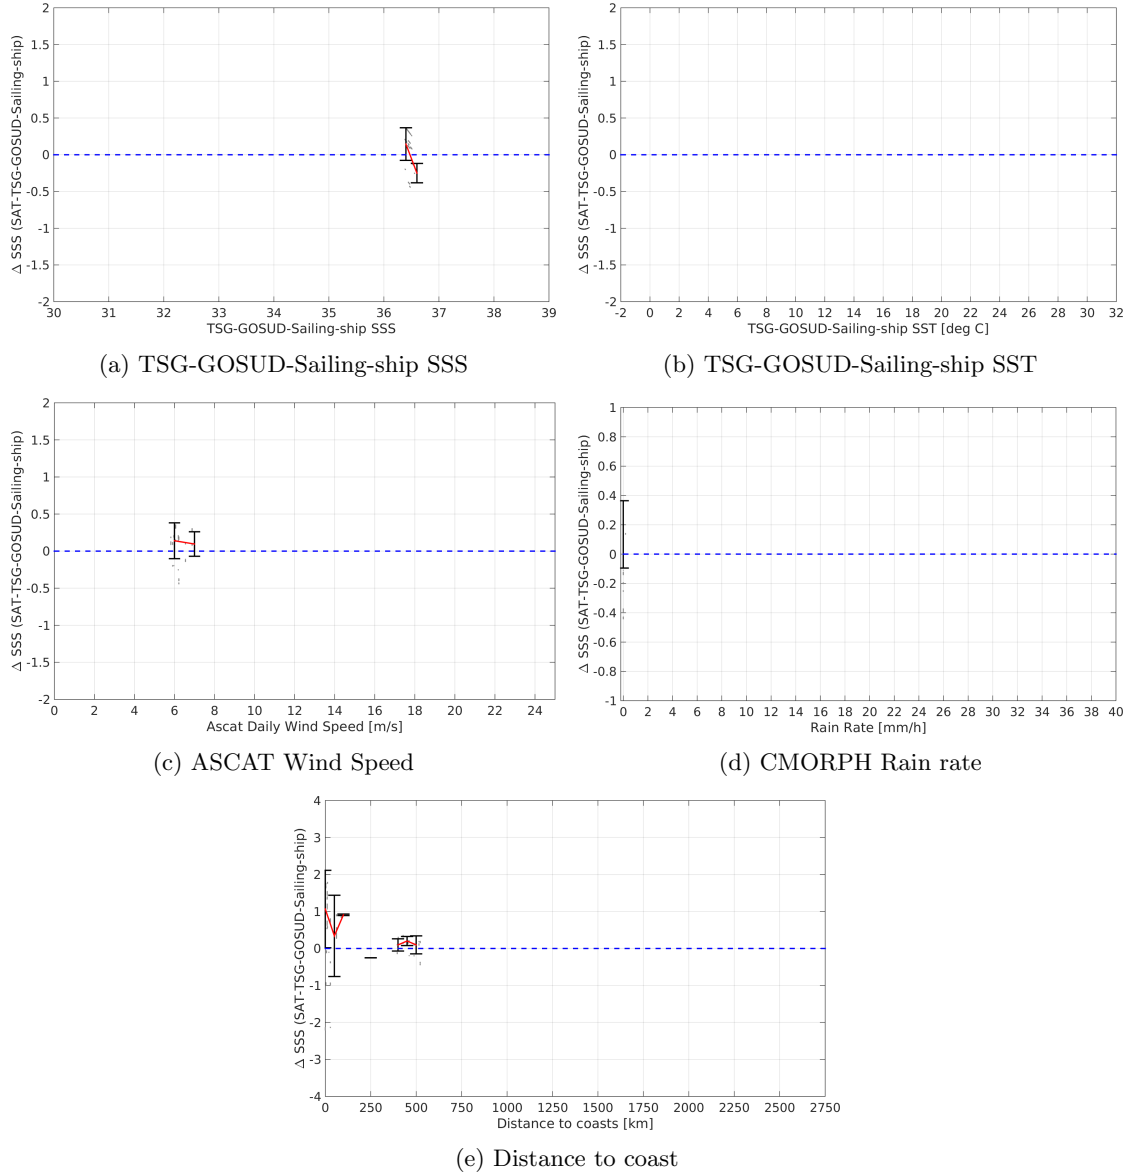 2
1.5
1
0.5
0
-0.5
-1
-1.5
-2
Δ SSS (SAT-TSG-GOSUD-Sailing-ship)
30 31 32 33 34 35 36 37 38 39
TSG-GOSUD-Sailing-ship SSS
(a) TSG-GOSUD-Sailing-ship SSS
2
1.5
1
0.5
0
-0.5
-1
-1.5
-2
Δ SSS (SAT-TSG-GOSUD-Sailing-ship)
-2 0 2 4 6 8 10 12 14 16 18 20 22 24 26 28 30 32
TSG-GOSUD-Sailing-ship SST [deg C]
(b) TSG-GOSUD-Sailing-ship SST
2
1.5
1
0.5
0
-0.5
-1
-1.5
-2
Δ SSS (SAT-TSG-GOSUD-Sailing-ship)
0 2 4 6 8 10 12 14 16 18 20 22 24
Ascat Daily Wind Speed [m/s]
(c) ASCAT Wind Speed
1
0.8
0.6
0.4
0.2
0
-0.2
-0.4
-0.6
-0.8
-1
Δ SSS (SAT-TSG-GOSUD-Sailing-ship)
0 2 4 6 8 10 12 14 16 18 20 22 24 26 28 30 32 34 36 38 40
Rain Rate [mm/h]
(d) CMORPH Rain rate
4
3
2
1
0
-1
-2
-3
-4
Δ SSS (SAT-TSG-GOSUD-Sailing-ship)
0 250 500 750 1000 1250 1500 1750 2000 2250 2500 2750
Distance to coasts [km]
(e) Distance to coast